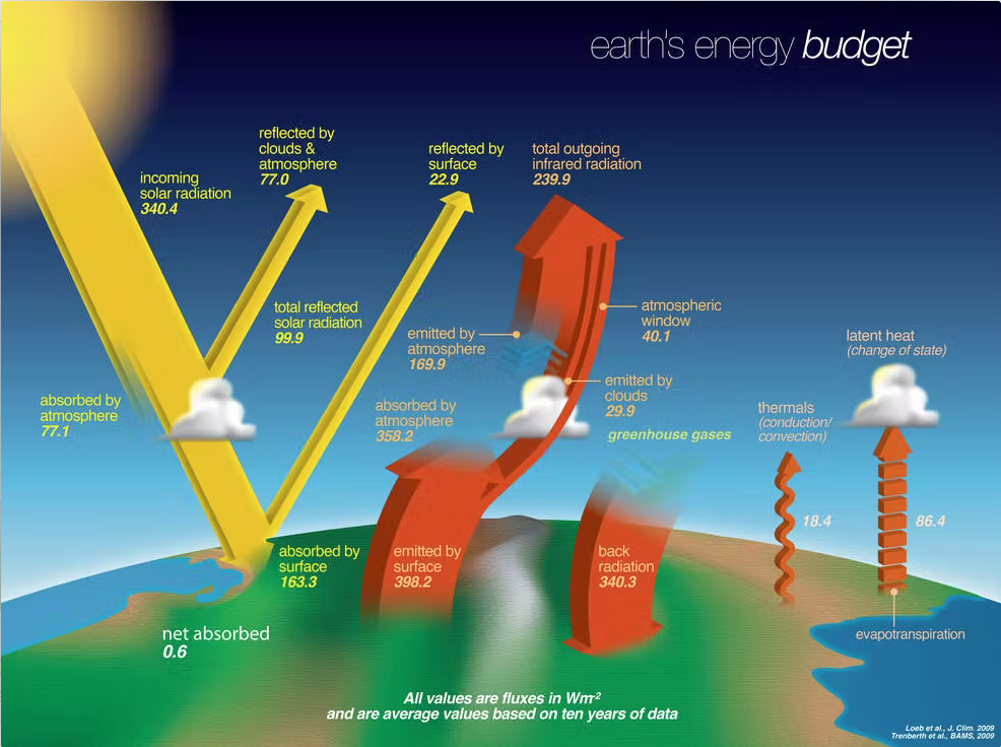 earth's energy budget
reflected by
clouds &
atmosphere
77.0
reflected by
surface
22.9
total outgoing
infrared radiation
239.9
incoming
solar radiation
340.4
total reflected
solar radiation
99.9
atmospheric
window
40.1
emitted by
atmosphere
169.9
latent heat
(change of state)
absorbed by
atmosphere
77.1
absorbed by
atmosphere
358.2
emitted by
clouds
29.9
greenhouse gases
thermals
(conduction/
convection)
18.4
86.4
absorbed by
surface
163.3
emitted by
surface
398.2
back
radiation
340.3
net absorbed
0.6
evapotranspiration
All values are fluxes in Wm-2
and are average values based on ten years of data
Loeb et al., J. Clim. 2009
Trenberth et al., BAMS, 2009